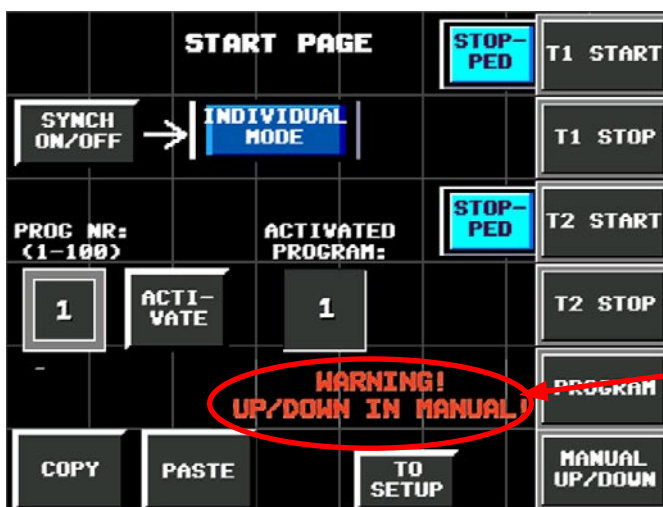 START PAGE
STOP-
PED
T1 START
SYNCH
ON/OFF
INDIVIDUAL
MODE
T1 STOP
PROG NR:
(1-100)
ACTIVATED
PROGRAM:
STOP-
PED
T2 START
1
ACTI-
VATE
1
T2 STOP
WARNING!
UP/DOWN IN MANUAL!
PROGRAM
COPY
PASTE
TO
SETUP
MANUAL
UP/DOWN